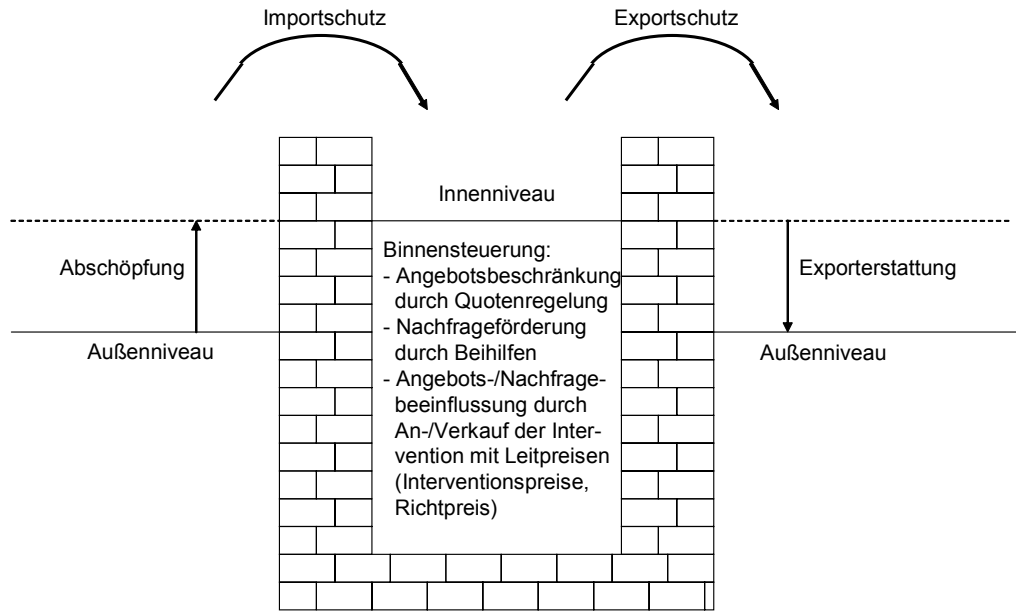 Importschutz
Exportschutz
Innenniveau
Abschöpfung
Außenniveau
Binnensteuerung:
- Angebotsbeschränkung
durch Quotenregelung
- Nachfrageförderung
durch Beihilfen
- Angebots-/Nachfrage-
beeinflussung durch
An-/Verkauf der Inter-
vention mit Leitpreisen
(Interventionspreise,
Richtpreis)
Exporterstattung
Außenniveau